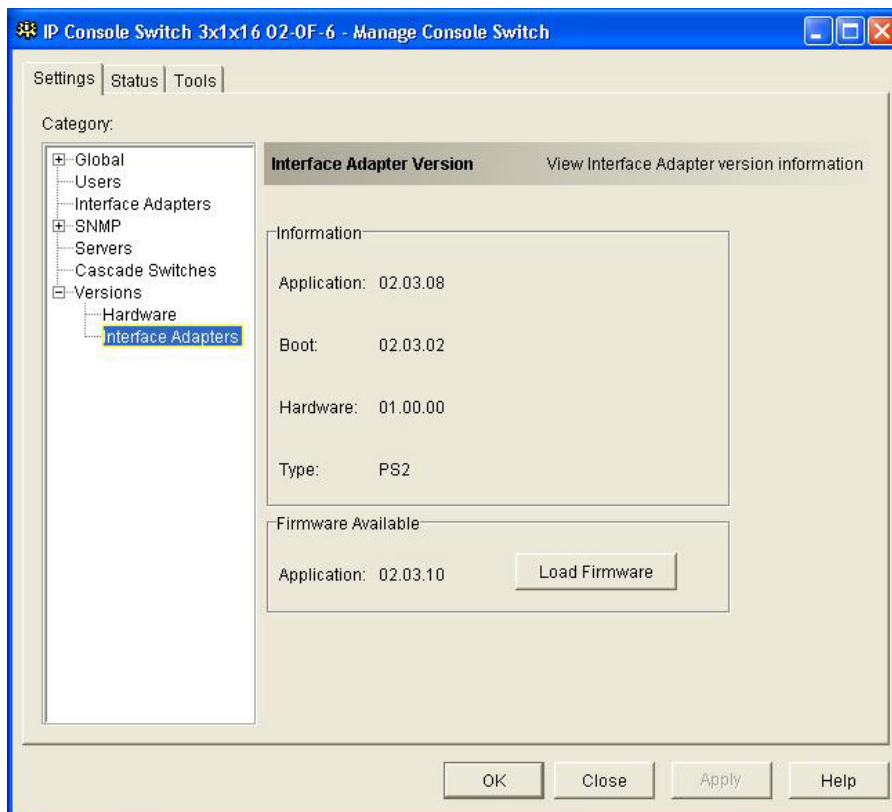 IP Console Switch 3x1x16 02-0F-6 - Manage Console Switch
Settings Status Tools
Category:
Global
Users
Interface Adapters
SNMP
Servers
Cascade Switches
Versions
Hardware
Interface Adapters
Interface Adapter Version View Interface Adapter version information
Information
Application: 02.03.08
Boot: 02.03.02
Hardware: 01.00.00
Type: PS2
Firmware Available
Application: 02.03.10 Load Firmware
OK Close Apply Help